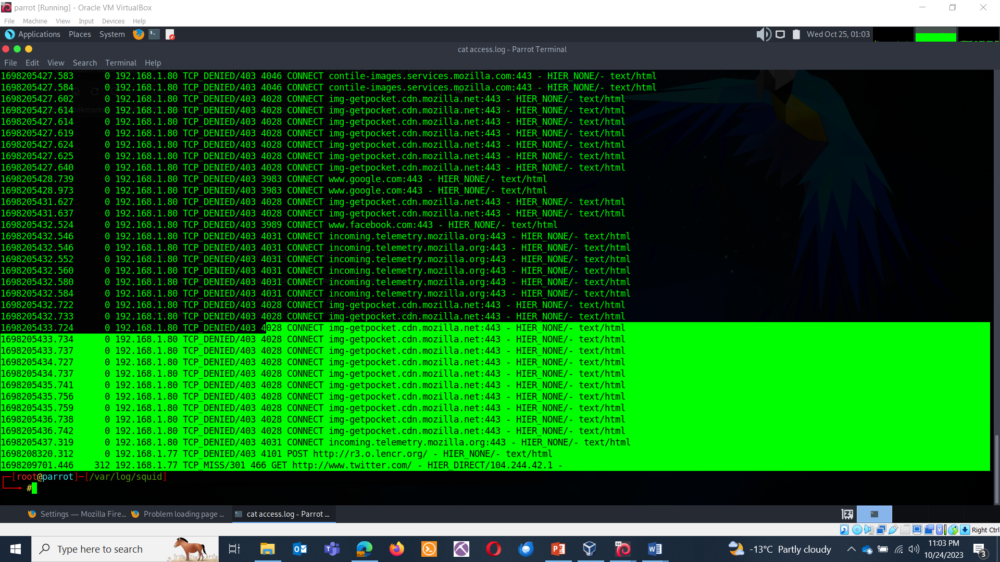 parrot [Running] - Oracle VM VirtualBox
File Machine View Input Devices Help
Applications Places System Wed Oct 25, 01:03
cat access.log - Parrot Terminal
File Edit View Search Terminal Help
1698205427.583 0 192.168.1.80 TCP_DENIED/403 4046 CONNECT contile-images.services.mozilla.com:443 - HIER_NONE/- text/html
1698205427.584 0 192.168.1.80 TCP_DENIED/403 4046 CONNECT contile-images.services.mozilla.com:443 - HIER_NONE/- text/html
1698205427.602 0 192.168.1.80 TCP_DENIED/403 4028 CONNECT img-getpocket.cdn.mozilla.net:443 - HIER_NONE/- text/html
1698205427.614 0 192.168.1.80 TCP_DENIED/403 4028 CONNECT img-getpocket.cdn.mozilla.net:443 - HIER_NONE/- text/html
1698205427.614 0 192.168.1.80 TCP_DENIED/403 4028 CONNECT img-getpocket.cdn.mozilla.net:443 - HIER_NONE/- text/html
1698205427.619 0 192.168.1.80 TCP_DENIED/403 4028 CONNECT img-getpocket.cdn.mozilla.net:443 - HIER_NONE/- text/html
1698205427.624 0 192.168.1.80 TCP_DENIED/403 4028 CONNECT img-getpocket.cdn.mozilla.net:443 - HIER_NONE/- text/html
1698205427.625 0 192.168.1.80 TCP_DENIED/403 4028 CONNECT img-getpocket.cdn.mozilla.net:443 - HIER_NONE/- text/html
1698205427.640 0 192.168.1.80 TCP_DENIED/403 4028 CONNECT img-getpocket.cdn.mozilla.net:443 - HIER_NONE/- text/html
1698205428.739 0 192.168.1.80 TCP_DENIED/403 3983 CONNECT www.google.com:443 - HIER_NONE/- text/html
1698205428.973 0 192.168.1.80 TCP_DENIED/403 3983 CONNECT www.google.com:443 - HIER_NONE/- text/html
1698205431.627 0 192.168.1.80 TCP_DENIED/403 4028 CONNECT img-getpocket.cdn.mozilla.net:443 - HIER_NONE/- text/html
1698205431.637 0 192.168.1.80 TCP_DENIED/403 4028 CONNECT img-getpocket.cdn.mozilla.net:443 - HIER_NONE/- text/html
1698205432.524 0 192.168.1.80 TCP_DENIED/403 3989 CONNECT www.facebook.com:443 - HIER_NONE/- text/html
1698205432.546 0 192.168.1.80 TCP_DENIED/403 4031 CONNECT incoming.telemetry.mozilla.org:443 - HIER_NONE/- text/html
1698205432.546 0 192.168.1.80 TCP_DENIED/403 4031 CONNECT incoming.telemetry.mozilla.org:443 - HIER_NONE/- text/html
1698205432.552 0 192.168.1.80 TCP_DENIED/403 4031 CONNECT incoming.telemetry.mozilla.org:443 - HIER_NONE/- text/html
1698205432.560 0 192.168.1.80 TCP_DENIED/403 4031 CONNECT incoming.telemetry.mozilla.org:443 - HIER_NONE/- text/html
1698205432.580 0 192.168.1.80 TCP_DENIED/403 4031 CONNECT incoming.telemetry.mozilla.org:443 - HIER_NONE/- text/html
1698205432.584 0 192.168.1.80 TCP_DENIED/403 4031 CONNECT incoming.telemetry.mozilla.org:443 - HIER_NONE/- text/html
1698205432.722 0 192.168.1.80 TCP_DENIED/403 4028 CONNECT img-getpocket.cdn.mozilla.net:443 - HIER_NONE/- text/html
1698205432.733 0 192.168.1.80 TCP_DENIED/403 4028 CONNECT img-getpocket.cdn.mozilla.net:443 - HIER_NONE/- text/html
1698205433.724 0 192.168.1.80 TCP_DENIED/403 4028 CONNECT img-getpocket.cdn.mozilla.net:443 - HIER_NONE/- text/html
1698205433.734 0 192.168.1.80 TCP_DENIED/403 4028 CONNECT img-getpocket.cdn.mozilla.net:443 - HIER_NONE/- text/html
1698205433.737 0 192.168.1.80 TCP_DENIED/403 4028 CONNECT img-getpocket.cdn.mozilla.net:443 - HIER_NONE/- text/html
1698205434.727 0 192.168.1.80 TCP_DENIED/403 4028 CONNECT img-getpocket.cdn.mozilla.net:443 - HIER_NONE/- text/html
1698205434.737 0 192.168.1.80 TCP_DENIED/403 4028 CONNECT img-getpocket.cdn.mozilla.net:443 - HIER_NONE/- text/html
1698205435.741 0 192.168.1.80 TCP_DENIED/403 4028 CONNECT img-getpocket.cdn.mozilla.net:443 - HIER_NONE/- text/html
1698205435.756 0 192.168.1.80 TCP_DENIED/403 4028 CONNECT img-getpocket.cdn.mozilla.net:443 - HIER_NONE/- text/html
1698205435.759 0 192.168.1.80 TCP_DENIED/403 4028 CONNECT img-getpocket.cdn.mozilla.net:443 - HIER_NONE/- text/html
1698205436.738 0 192.168.1.80 TCP_DENIED/403 4028 CONNECT img-getpocket.cdn.mozilla.net:443 - HIER_NONE/- text/html
1698205436.742 0 192.168.1.80 TCP_DENIED/403 4028 CONNECT img-getpocket.cdn.mozilla.net:443 - HIER_NONE/- text/html
1698205437.319 0 192.168.1.80 TCP_DENIED/403 4031 CONNECT incoming.telemetry.mozilla.org:443 - HIER_NONE/- text/html
1698208320.312 0 192.168.1.77 TCP_DENIED/403 4101 POST http://r3.o.lencr.org/ - HIER_NONE/- text/html
1698209701.446 312 192.168.1.77 TCP_MISS/301 466 GET http://www.twitter.com/ - HIER_DIRECT/104.244.42.1 -
┌─[root@parrot]─[/var/log/squid]
└──╼ #
Settings — Mozilla Fire... Problem loading page ... cat access.log - Parrot ...
Right Ctrl
Type here to search -13°C Partly cloudy 11:03 PM
10/24/2023 3